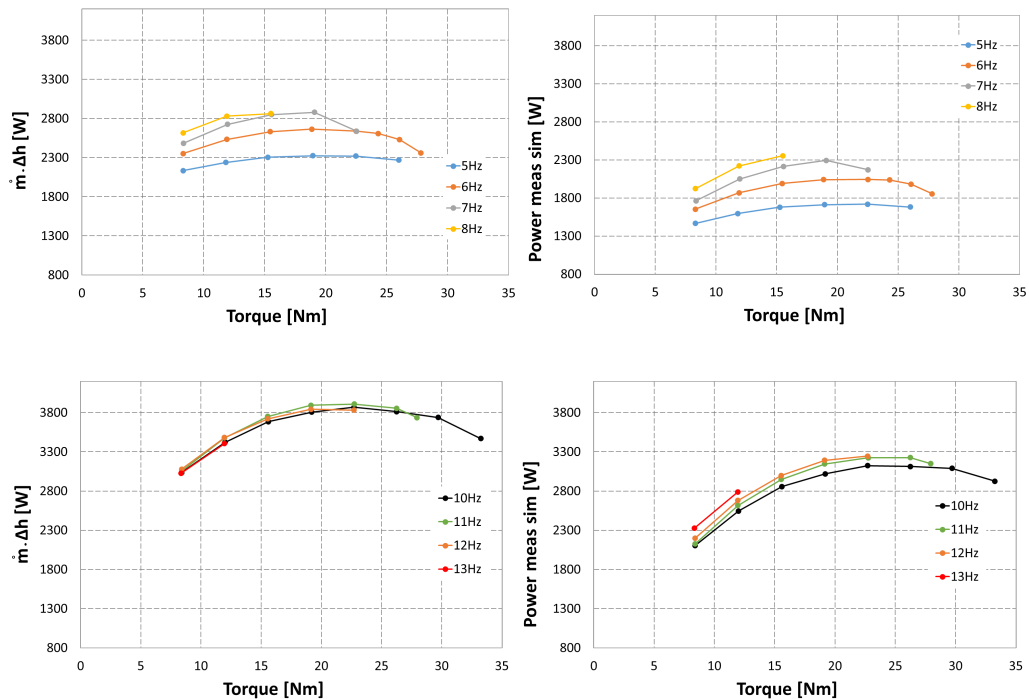 3800
3300
2800
2300
1800
1300
800
ṁ.Δh [W]
5Hz
6Hz
7Hz
8Hz
0 5 10 15 20 25 30 35
Torque [Nm]
3800
3300
2800
2300
1800
1300
800
Power meas sim [W]
5Hz
6Hz
7Hz
8Hz
0 5 10 15 20 25 30 35
Torque [Nm]
3800
3300
2800
2300
1800
1300
800
ṁ.Δh [W]
10Hz
11Hz
12Hz
13Hz
0 5 10 15 20 25 30 35
Torque [Nm]
3800
3300
2800
2300
1800
1300
800
Power meas sim [W]
10Hz
11Hz
12Hz
13Hz
0 5 10 15 20 25 30 35
Torque [Nm]